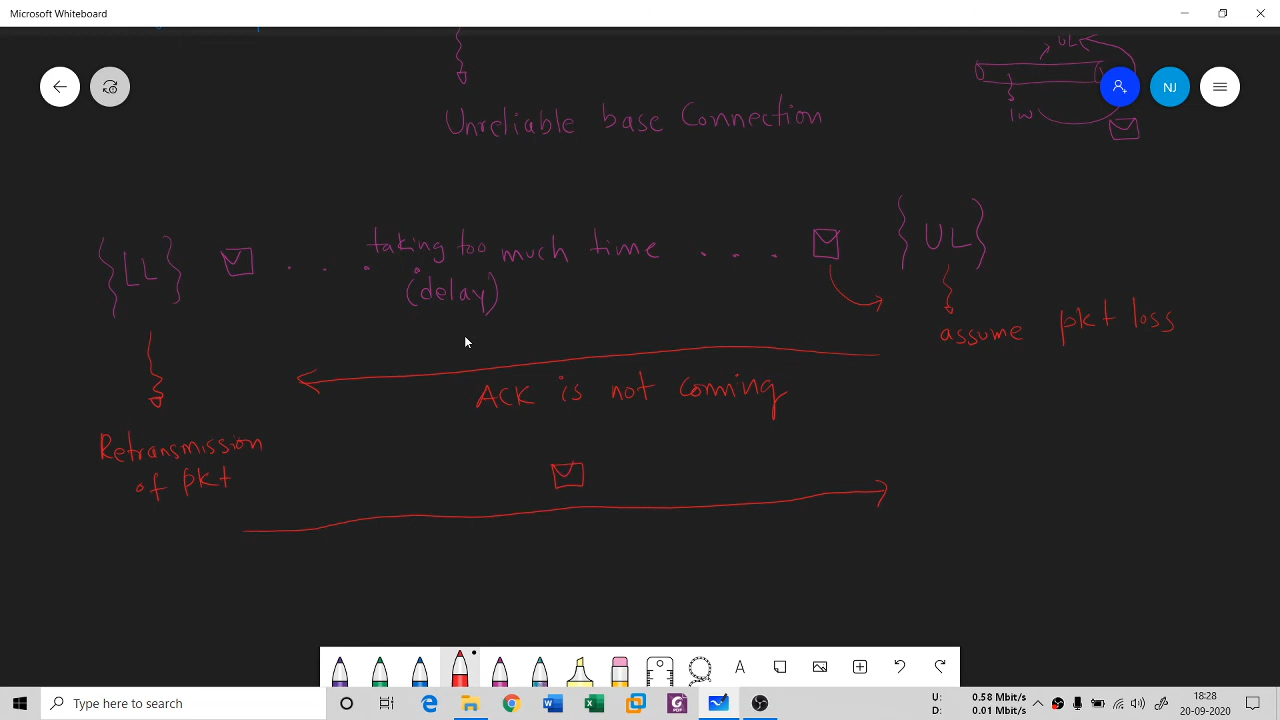 Microsoft Whiteboard
UL
NJ
1w
Unreliable base Connection
{LL} . . . taking too much time . . . {UL}
(delay)
assume pkt loss
ACK is not coming
Retransmission
of pkt
A
Type here to search
U: 0.58 Mbit/s
D: 0.01 Mbit/s
18:28
20-09-2020